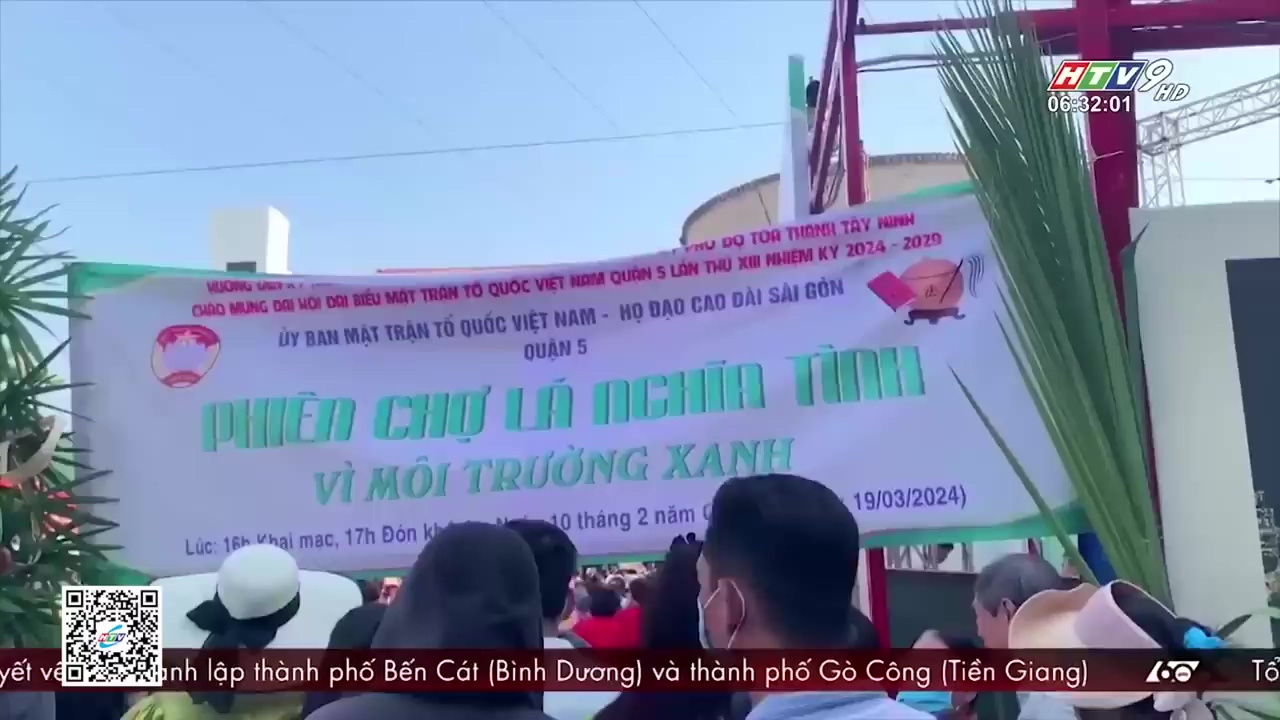 HTV9 HD
06:32:01
TÒA THÁNH TÂY NINH
CHÀO MỪNG ĐẠI HỘI ĐẠI BIỂU MẶT TRẬN TỔ QUỐC VIỆT NAM QUẬN 5 LẦN THỨ XIII NHIỆM KỲ 2024 - 2029
ỦY BAN MẶT TRẬN TỔ QUỐC VIỆT NAM - HỌ ĐẠO CAO ĐÀI SÀI GÒN
QUẬN 5
PHIÊN CHỢ LÁ NGHĨA TÌNH
VÌ MÔI TRƯỜNG XANH
Lúc: 16h Khai mạc, 17h Đón 10 tháng 2 năm 19/03/2024)
HTV
lập thành phố Bến Cát (Bình Dương) và thành phố Gò Công (Tiền Giang)
60